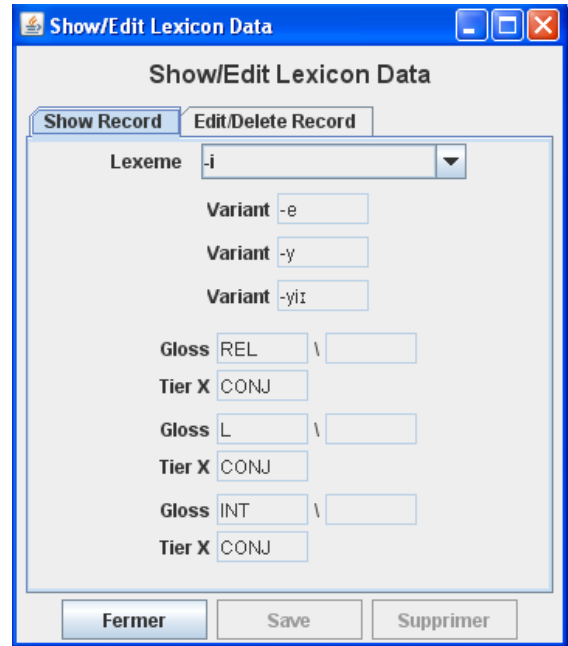 Show/Edit Lexicon Data
Show/Edit Lexicon Data
Show Record Edit/Delete Record
Lexeme -i
Variant -e
Variant -y
Variant -yiɪ
Gloss REL \
Tier X CONJ
Gloss L \
Tier X CONJ
Gloss INT \
Tier X CONJ
Fermer Save Supprimer